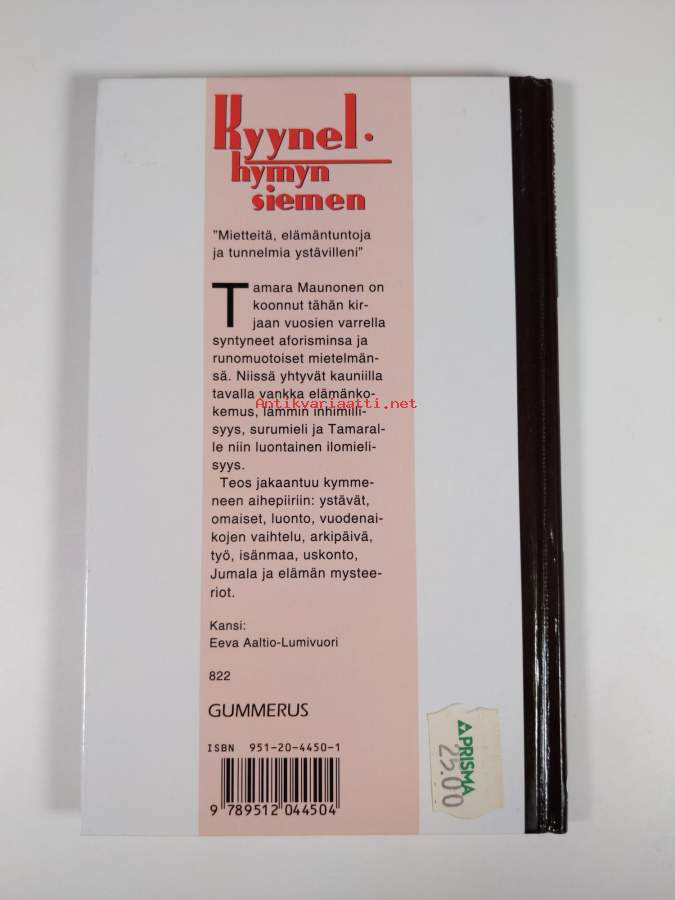 Kyynel.
hymyn
siemen
"Mietteitä, elämäntuntoja
ja tunnelmia ystävilleni"
Tamara Maunonen on
koonnut tähän kir-
jaan vuosien varrella
syntyneet aforisminsa ja
runomuotoiset mietelmän-
sä. Niissä yhtyvät kauniilla
tavalla vankka elämänko-
Antikvariaatti.net
kemus, lämmin inhimilli-
syys, surumieli ja Tamaral-
le niin luontainen ilomieli-
syys.
Teos jakaantuu kymme-
neen aihepiiriin: ystävät,
omaiset, luonto, vuodenai-
kojen vaihtelu, arkipäivä,
työ, isänmaa, uskonto,
Jumala ja elämän mystee-
riot.
Kansi:
Eeva Aaltio-Lumivuori
822
GUMMERUS
ISBN 951-20-4450-1
9 789512 044504
PRISMA
25.00